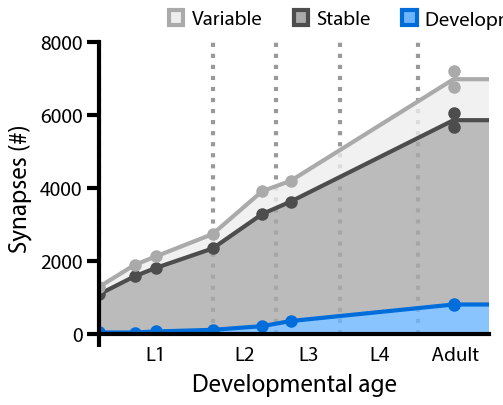 Variable Stable Developm
8000
6000
4000
2000
0
Synapses (#)
L1 L2 L3 L4 Adult
Developmental age